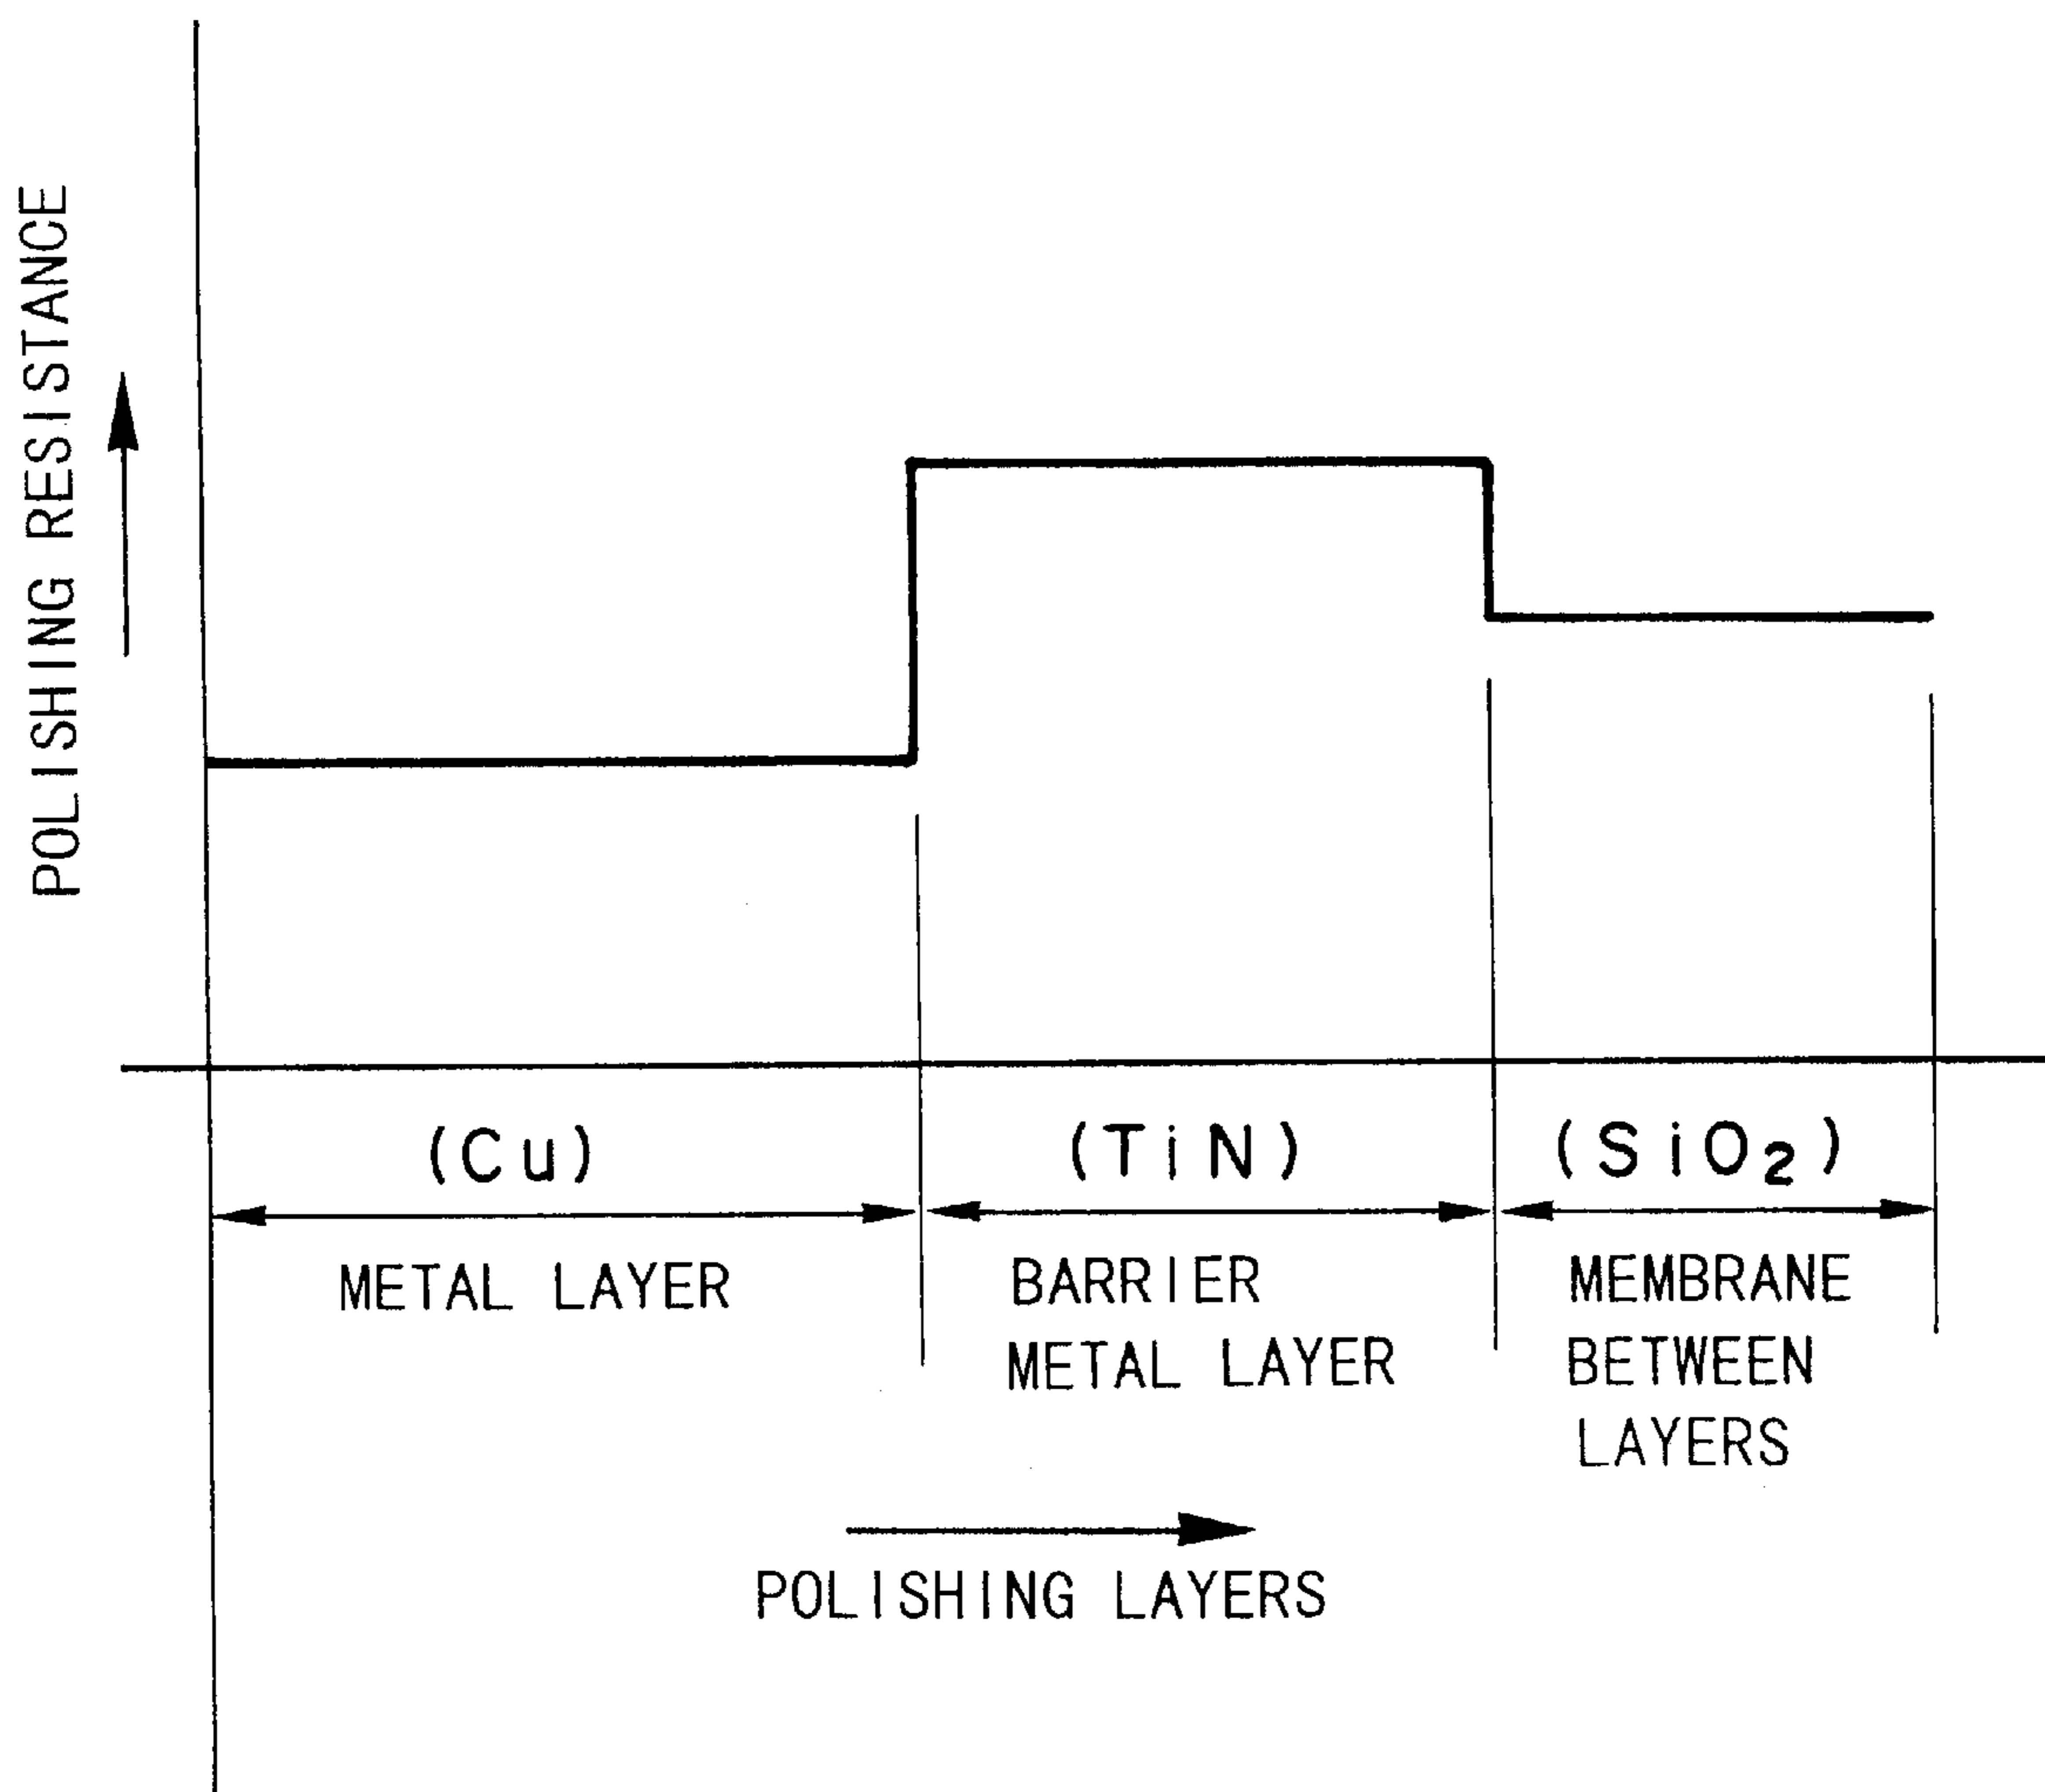 POLISHING RESISTANCE
(Cu)
(TiN)
(SiO₂)
METAL LAYER
BARRIER
METAL LAYER
MEMBRANE
BETWEEN
LAYERS
POLISHING LAYERS